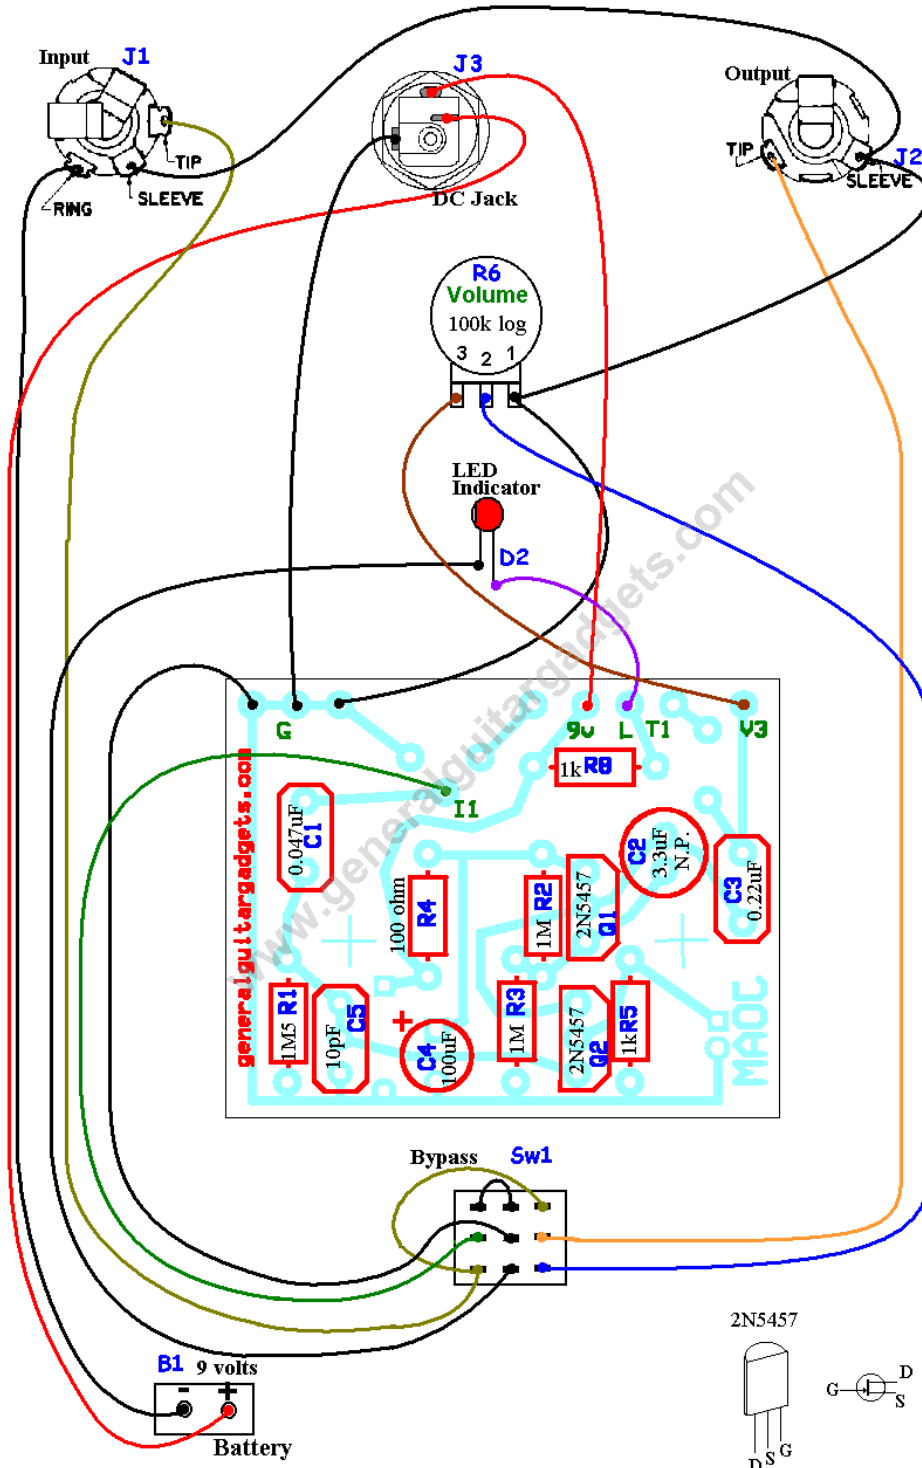 Input
J1
TIP
SLEEVE
RING
J3
DC Jack
Output
TIP
J2
SLEEVE
R6
Volume
100k log
3 2 1
LED
Indicator
D2
www.generalguitargadgets.com
G
9v
L
T1
V3
generalguitargadgets.com
I1
1k
R8
0.047uF
C1
C2
3.3uF
N.P.
C3
0.22uF
100 ohm
R4
1M
R2
2N5457
Q1
1M5
R1
10pF
C5
+
C4
100uF
1M
R3
2N5457
Q2
1k
R5
MAOC
Bypass
Sw1
B1
9 volts
- +
Battery
2N5457
D S G
G
D
S